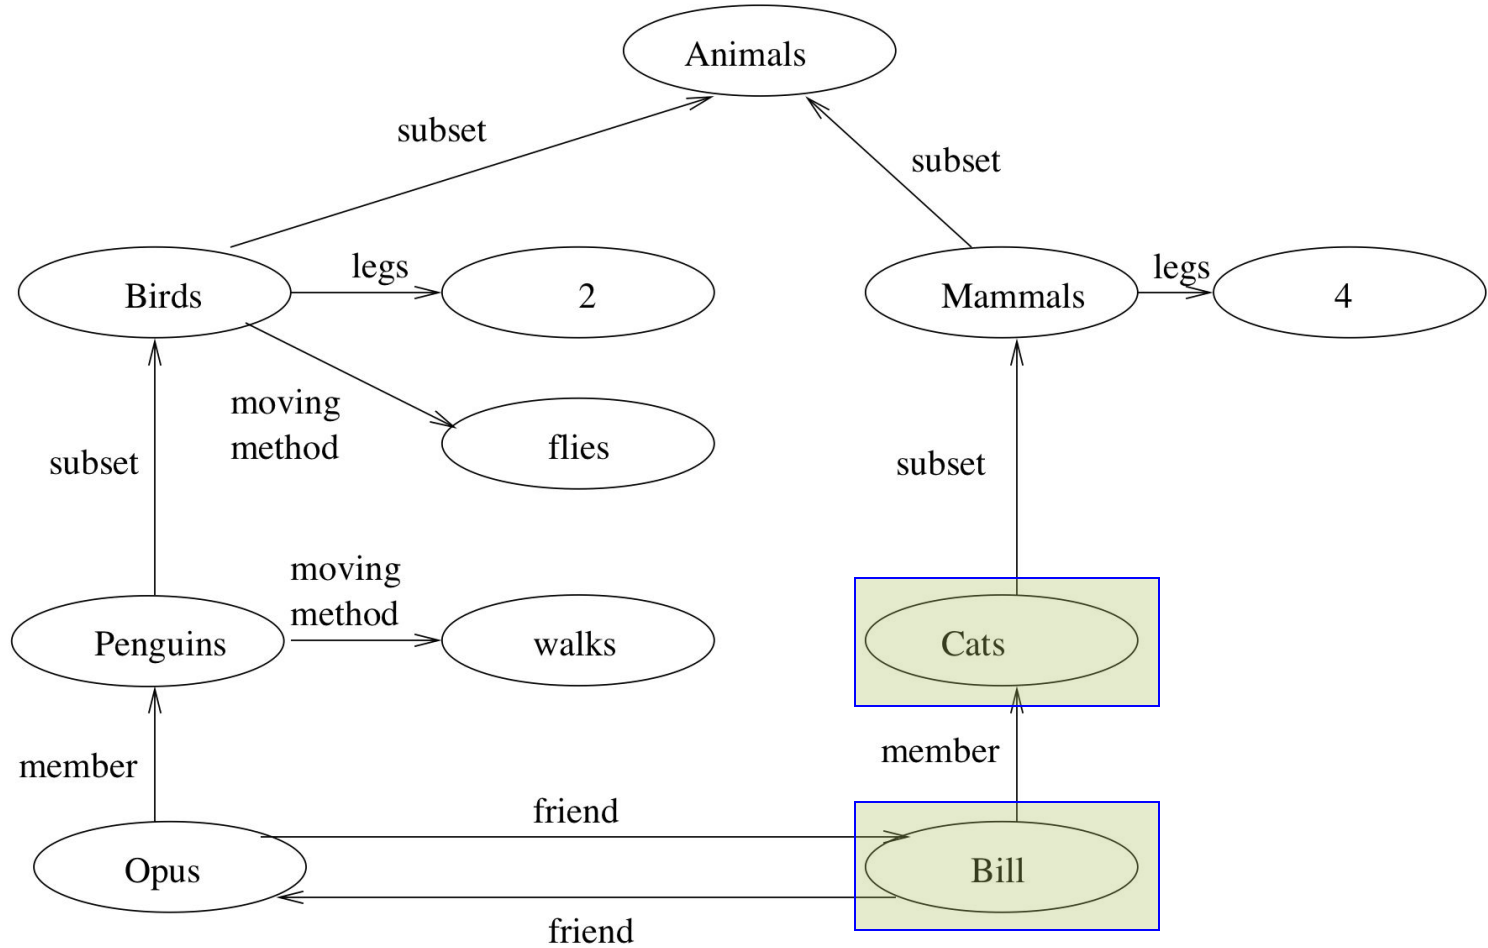 Animals
subset
subset
Birds
legs
2
Mammals
legs
4
moving
method
flies
subset
subset
moving
method
Penguins
walks
Cats
member
member
friend
Opus
Bill
friend